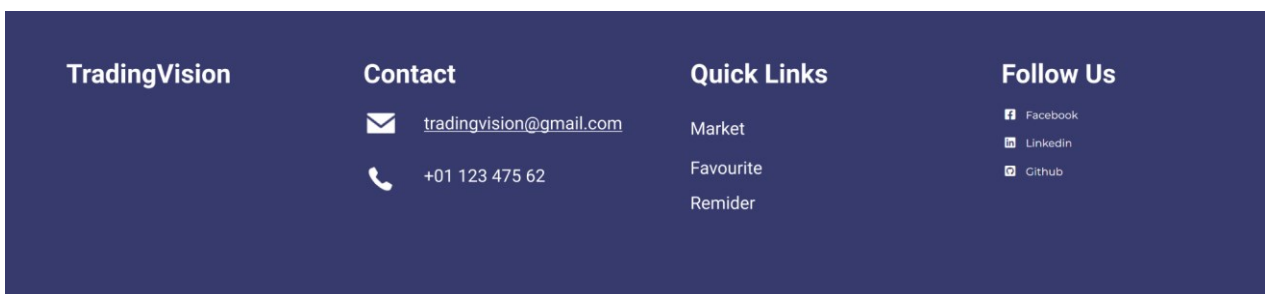 TradingVision
Contact
tradingvision@gmail.com
+01 123 475 62
Quick Links
Market
Favourite
Remider
Follow Us
Facebook
Linkedin
Github